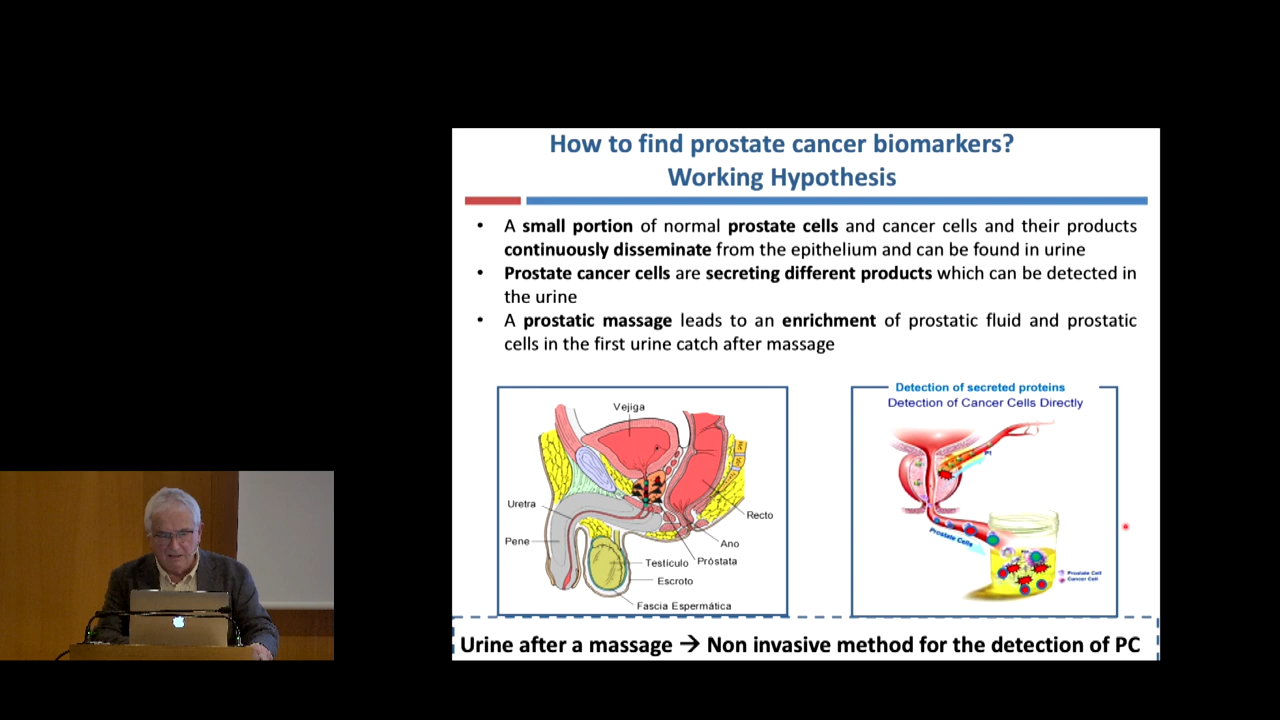 How to find prostate cancer biomarkers?
Working Hypothesis
• A small portion of normal prostate cells and cancer cells and their products
continuously disseminate from the epithelium and can be found in urine
• Prostate cancer cells are secreting different products which can be detected in
the urine
• A prostatic massage leads to an enrichment of prostatic fluid and prostatic
cells in the first urine catch after massage
Vejiga
Uretra
Pene
Recto
Ano
Próstata
Testículo
Escroto
Fascia Espermática
Detection of secreted proteins
Detection of Cancer Cells Directly
Prostate Cells
Prostate Cell
Cancer Cell
Urine after a massage → Non invasive method for the detection of PC